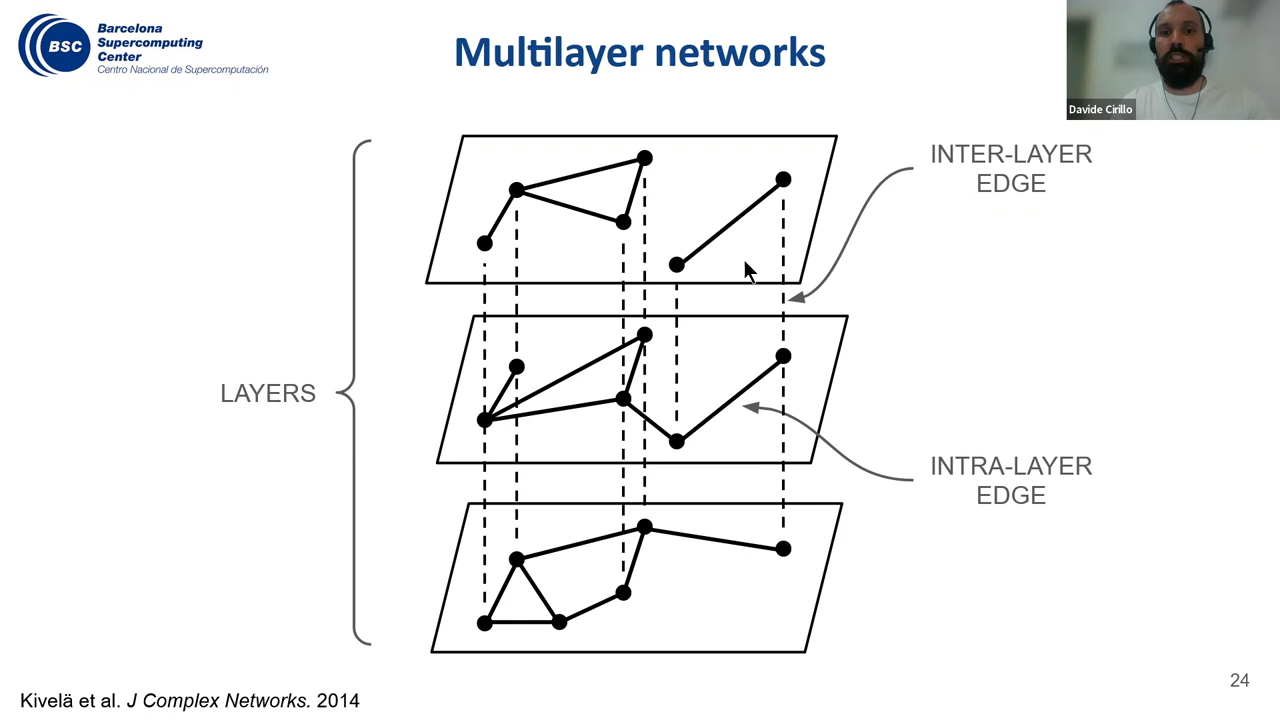 BSC
Barcelona
Supercomputing
Center
Centro Nacional de Supercomputación
Multilayer networks
Davide Cirillo
INTER-LAYER
EDGE
LAYERS
INTRA-LAYER
EDGE
24
Kivelä et al. J Complex Networks. 2014